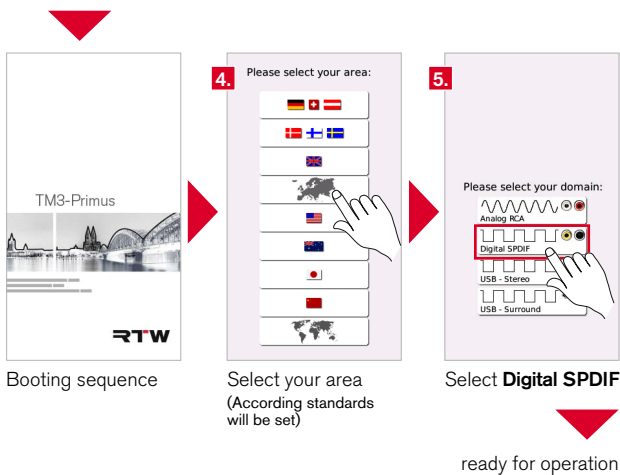 TM3-Primus
RTW
Booting sequence
4.
Please select your area:
Select your area
(According standards
will be set)
5.
Please select your domain:
Analog RCA
Digital SPDIF
USB - Stereo
USB - Surround
Select Digital SPDIF
ready for operation